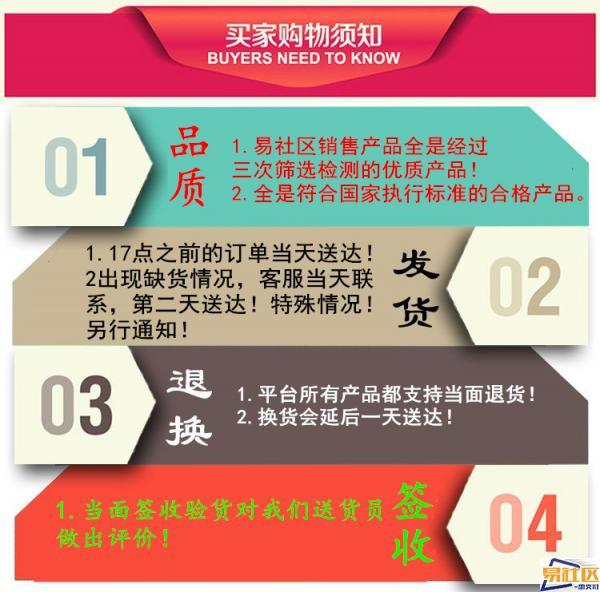 买家购物须知
BUYERS NEED TO KNOW
01
品质
1.易社区销售产品全是经过
三次筛选检测的优质产品！
2.全是符合国家执行标准的合格产品。
1.17点之前的订单当天送达！
2出现缺货情况，客服当天联
系，第二天送达！特殊情况！
另行通知！
发货
02
03
退换
1.平台所有产品都支持当面退货！
2.换货会延后一天送达！
1.当面签收验货对我们送货员
做出评价！
签收
04
易社区